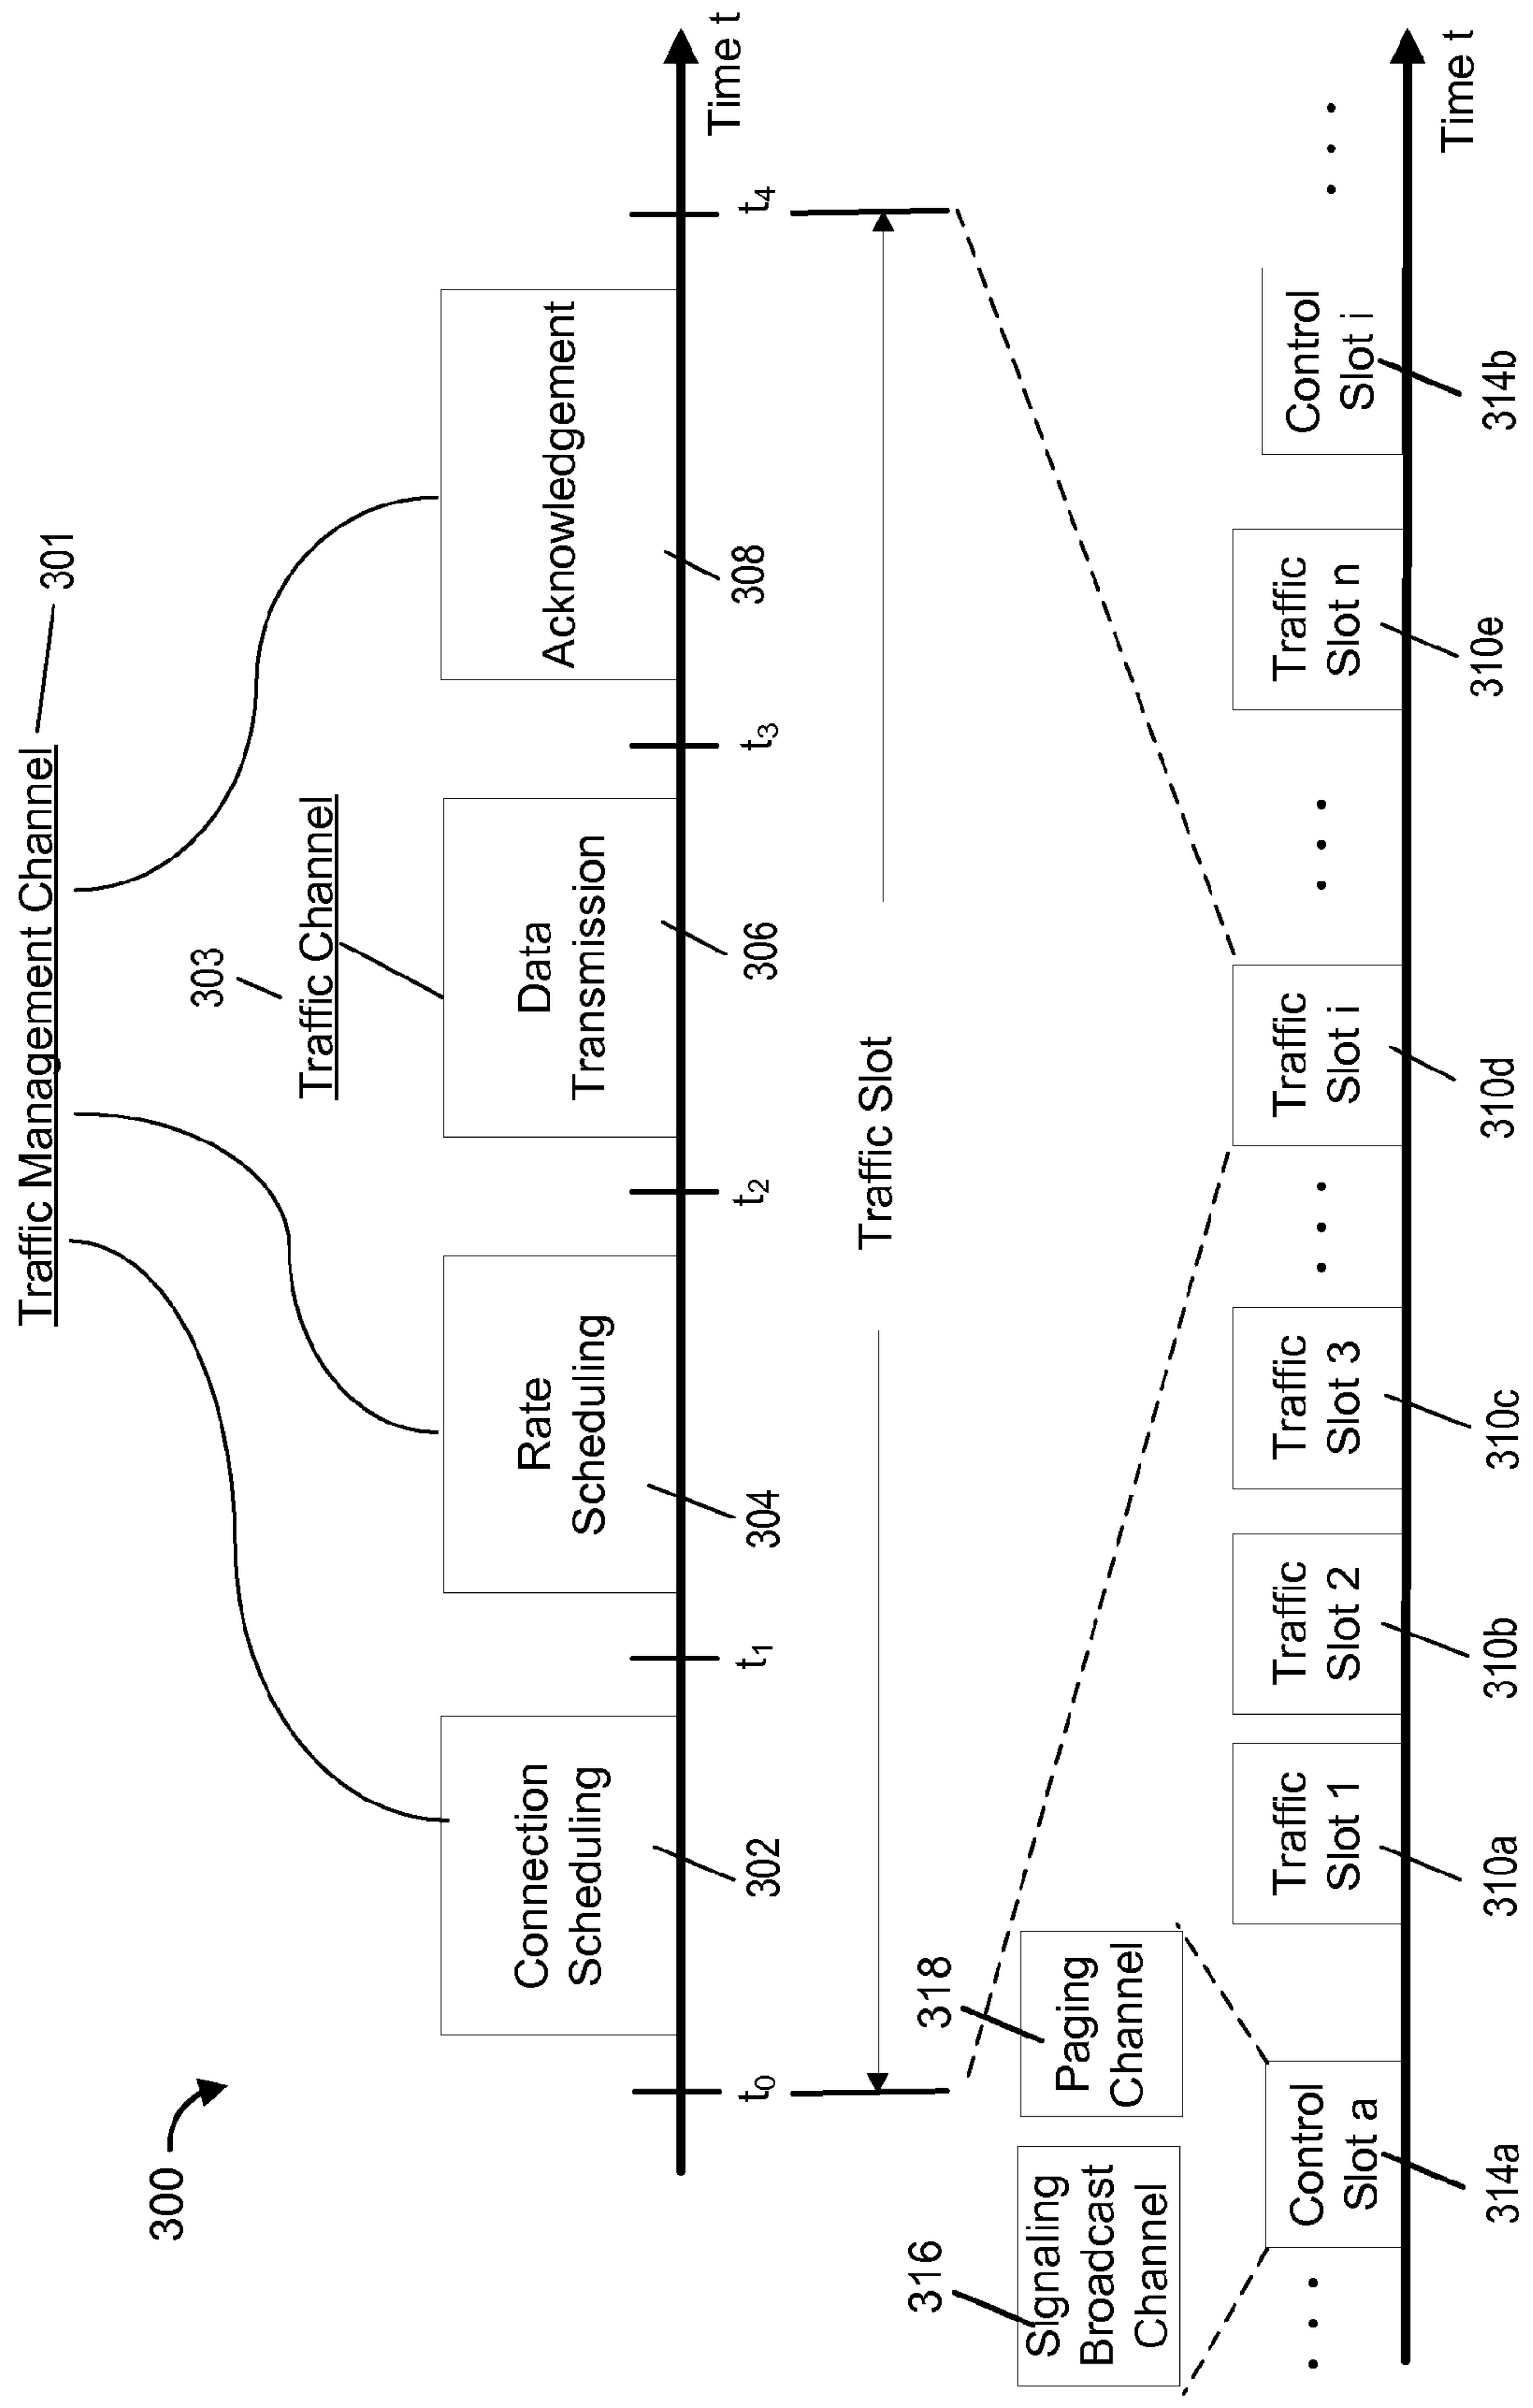 300
Traffic Management Channel
301
303
Traffic Channel
Connection
Scheduling
Rate
Scheduling
Data
Transmission
Acknowledgement
302
304
306
308
t0
t1
t2
t3
t4
Time t
Traffic Slot
316
318
Signaling
Broadcast
Channel
Paging
Channel
Control
Slot a
Traffic
Slot 1
Traffic
Slot 2
Traffic
Slot 3
Traffic
Slot i
Traffic
Slot n
Control
Slot i
314a
310a
310b
310c
310d
310e
314b
Time t